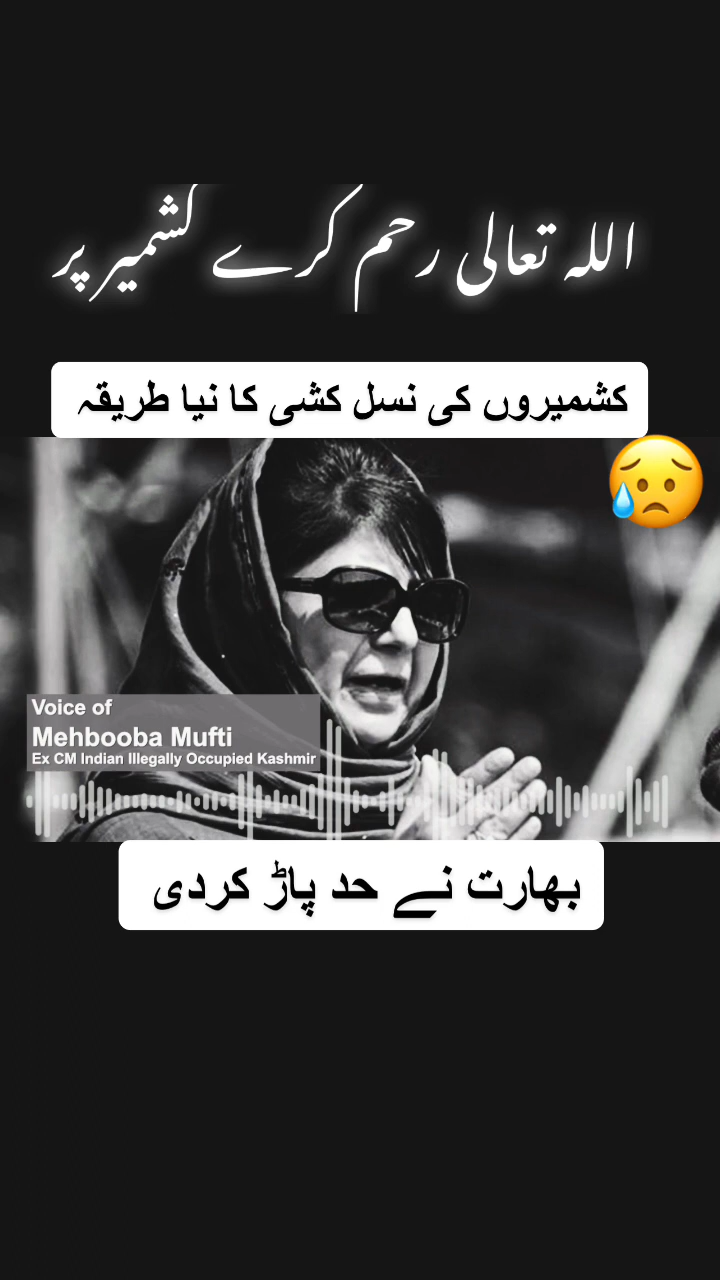 اللہ تعالی رحم کرے کشمیر پر
کشمیروں کی نسل کشی کا نیا طریقہ
Voice of
Mehbooba Mufti
Ex CM Indian Illegally Occupied Kashmir
بھارت نے حد پاڑ کردی